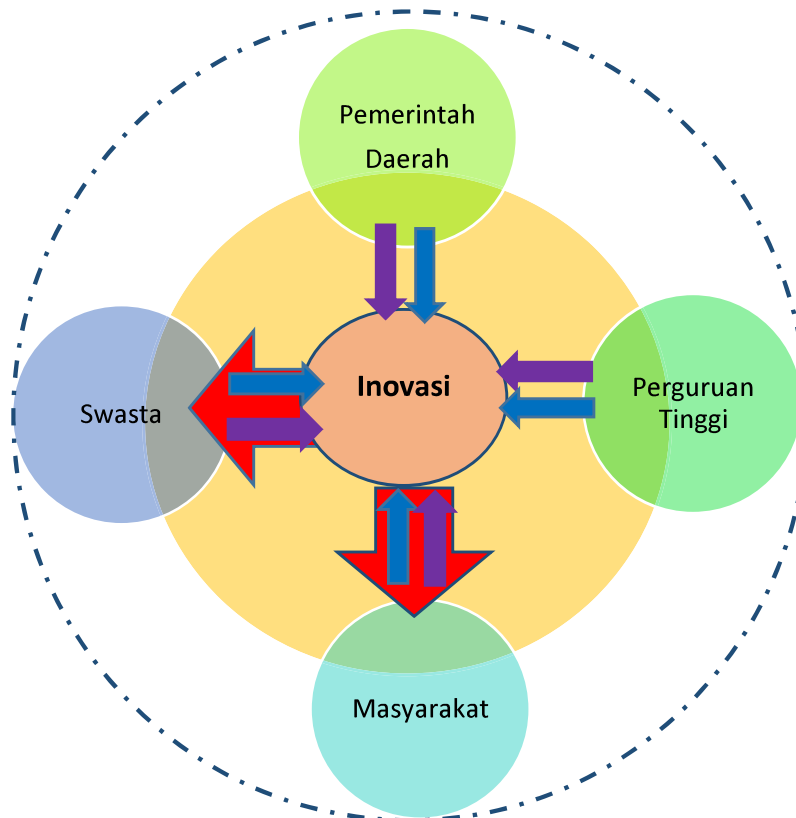 Pemerintah
Daerah
Inovasi
Swasta
Perguruan
Tinggi
Masyarakat